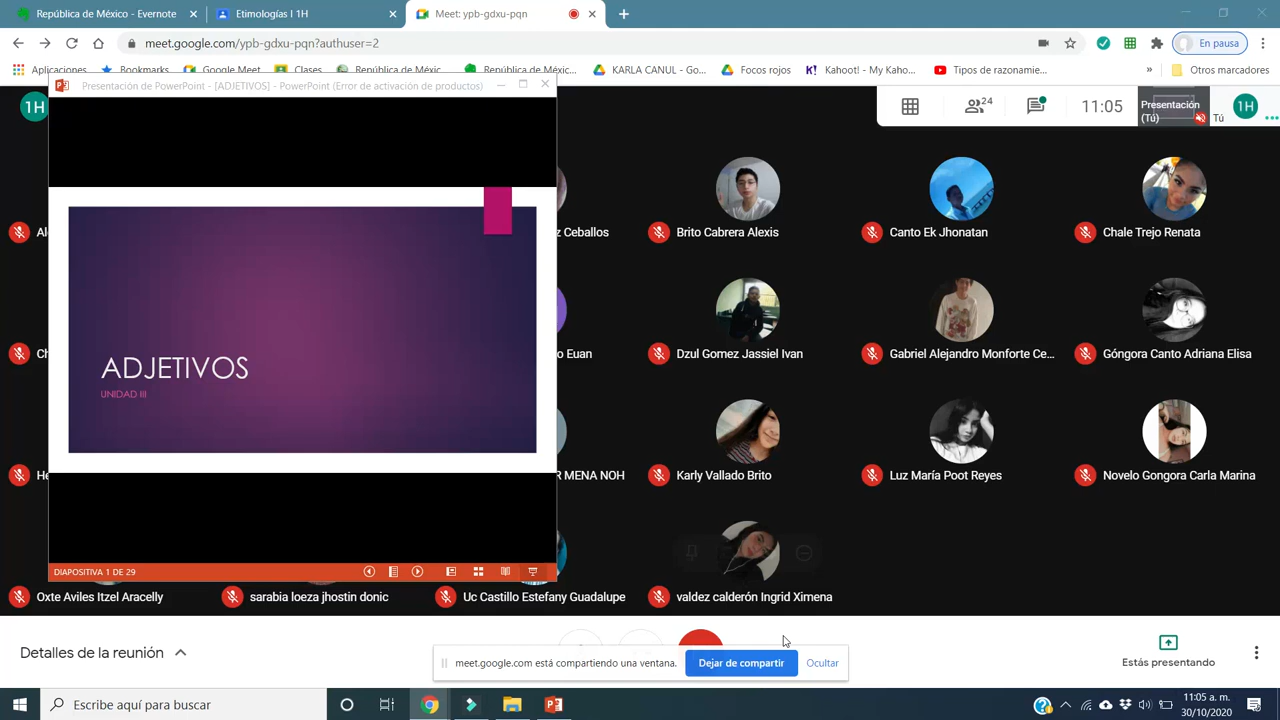 República de México - Evernote
Etimologías I 1H
Meet: ypb-gdxu-pqn
meet.google.com/ypb-gdxu-pqn?authuser=2
En pausa
Aplicaciones
Bookmarks
Google Meet
Clases
República de Méxic...
República de Méxic...
KARLA CANUL - Go...
Focos rojos
Kahoot! - My Kaho...
Tipos de razonamie...
»
Otros marcadores
Presentación de PowerPoint - [ADJETIVOS] - PowerPoint (Error de activación de productos)
1H
24
11:05
Presentación
(Tú)
Tú
1H
Ceballos
Brito Cabrera Alexis
Canto Ek Jhonatan
Chale Trejo Renata
ADJETIVOS
UNIDAD III
Euan
Dzul Gomez Jassiel Ivan
Gabriel Alejandro Monforte Ce...
Góngora Canto Adriana Elisa
MENA NOH
Karly Vallado Brito
Luz María Poot Reyes
Novelo Gongora Carla Marina
DIAPOSITIVA 1 DE 29
Oxte Aviles Itzel Aracelly
sarabia loeza jhostin donic
Uc Castillo Estefany Guadalupe
valdez calderón Ingrid Ximena
Detalles de la reunión
meet.google.com está compartiendo una ventana.
Dejar de compartir
Ocultar
Estás presentando
Escribe aquí para buscar
11:05 a. m.
30/10/2020